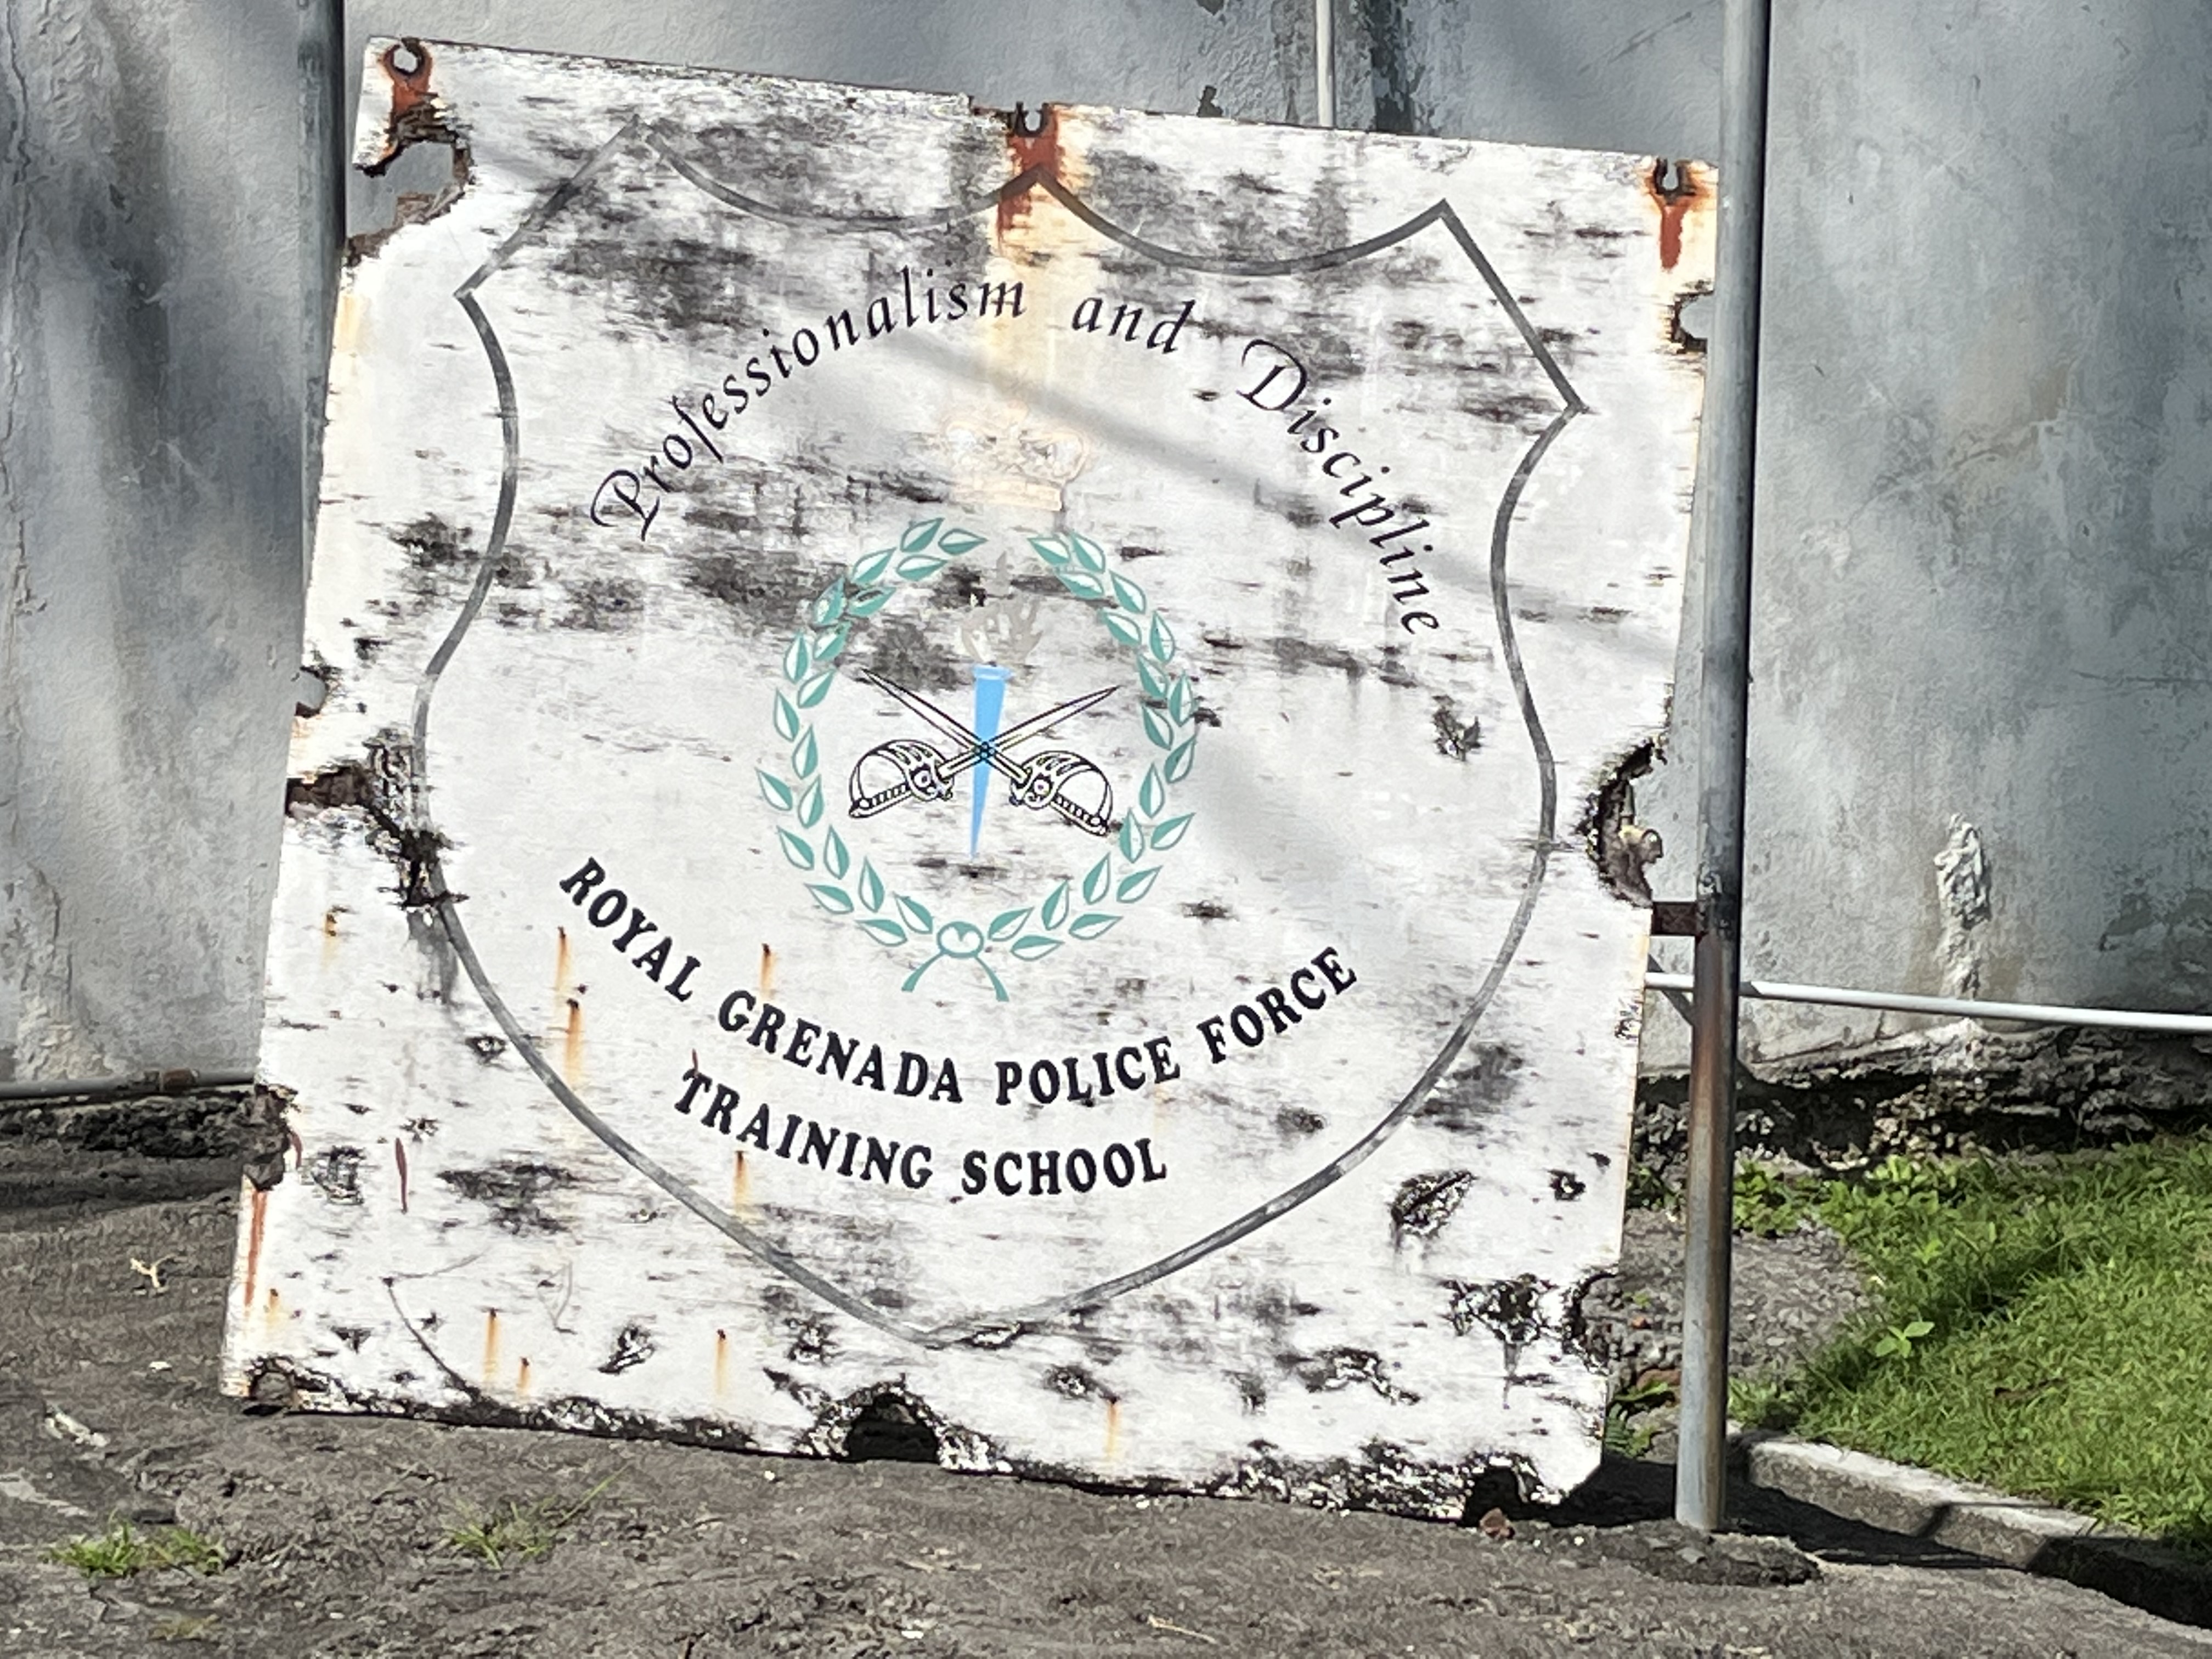 Professionalism and Discipline
ROYAL GRENADA POLICE FORCE
TRAINING SCHOOL